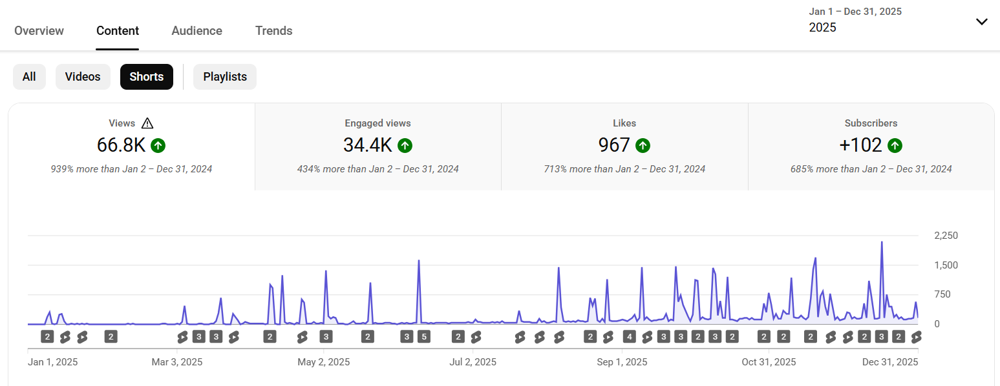 Jan 1 – Dec 31, 2025
Overview Content Audience Trends 2025
All Videos Shorts Playlists
Views Engaged views Likes Subscribers
66.8K 34.4K 967 +102
939% more than Jan 2 – Dec 31, 2024 434% more than Jan 2 – Dec 31, 2024 713% more than Jan 2 – Dec 31, 2024 685% more than Jan 2 – Dec 31, 2024
2,250
1,500
750
0
2 2 3 3 2 3 2 3 5 2 2 4 3 3 2 3 2 2 2 2 2 3 2
Jan 1, 2025 Mar 3, 2025 May 2, 2025 Jul 2, 2025 Sep 1, 2025 Oct 31, 2025 Dec 31, 2025